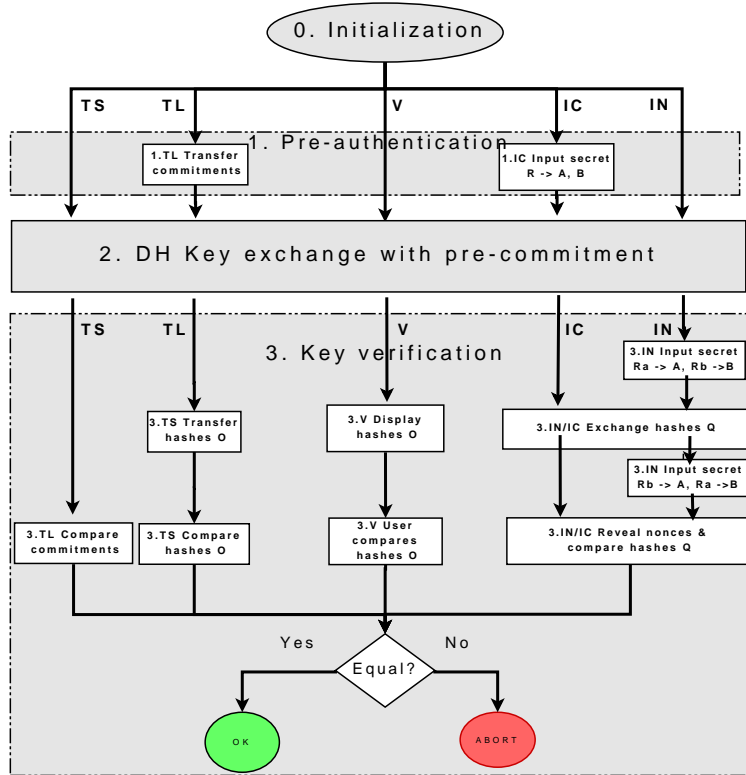 0. Initialization
TS
TL
V
IC
IN
1. Pre-authentication
1.TL Transfer
commitments
1.IC Input secret
R -> A, B
2. DH Key exchange with pre-commitment
TS
TL
V
IC
IN
3. Key verification
3.IN Input secret
Ra -> A, Rb ->B
3.TS Transfer
hashes O
3.V Display
hashes O
3.IN/IC Exchange hashes Q
3.IN Input secret
Rb -> A, Ra ->B
3.TL Compare
commitments
3.TS Compare
hashes O
3.V User
compares
hashes O
3.IN/IC Reveal nonces &
compare hashes Q
Yes
No
Equal?
OK
ABORT